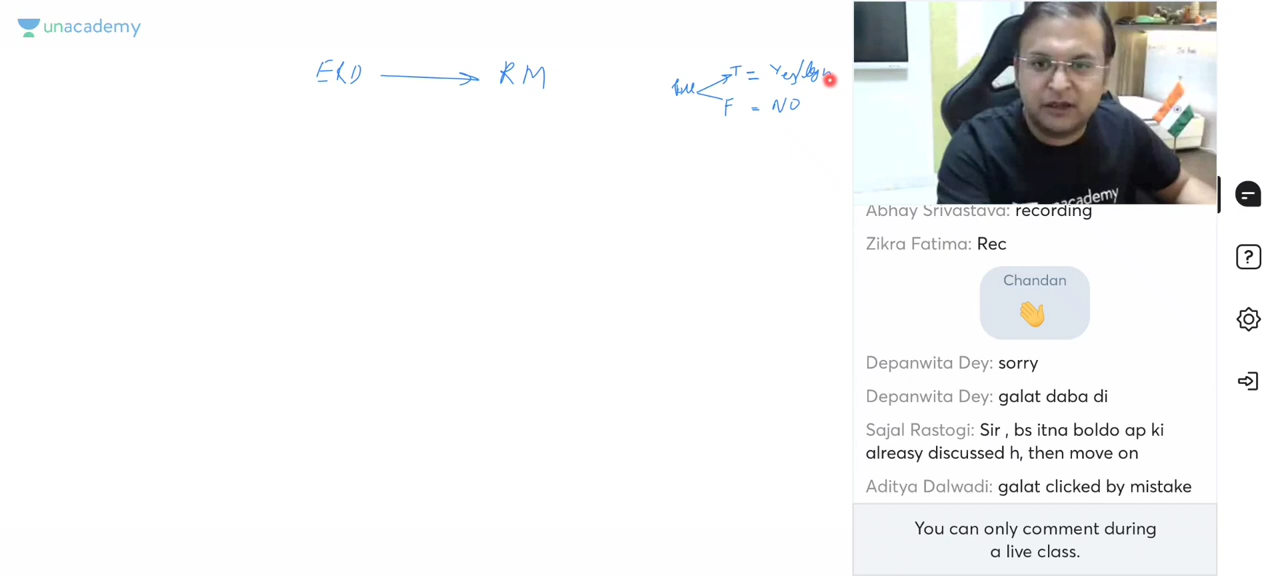 unacademy
ERD → RM
T = Yes/
F = NO
academy
Abhay Srivastava: recording
Zikra Fatima: Rec
Chandan
Depanwita Dey: sorry
Depanwita Dey: galat daba di
Sajal Rastogi: Sir , bs itna boldo ap ki
alreasy discussed h, then move on
Aditya Dalwadi: galat clicked by mistake
You can only comment during
a live class.